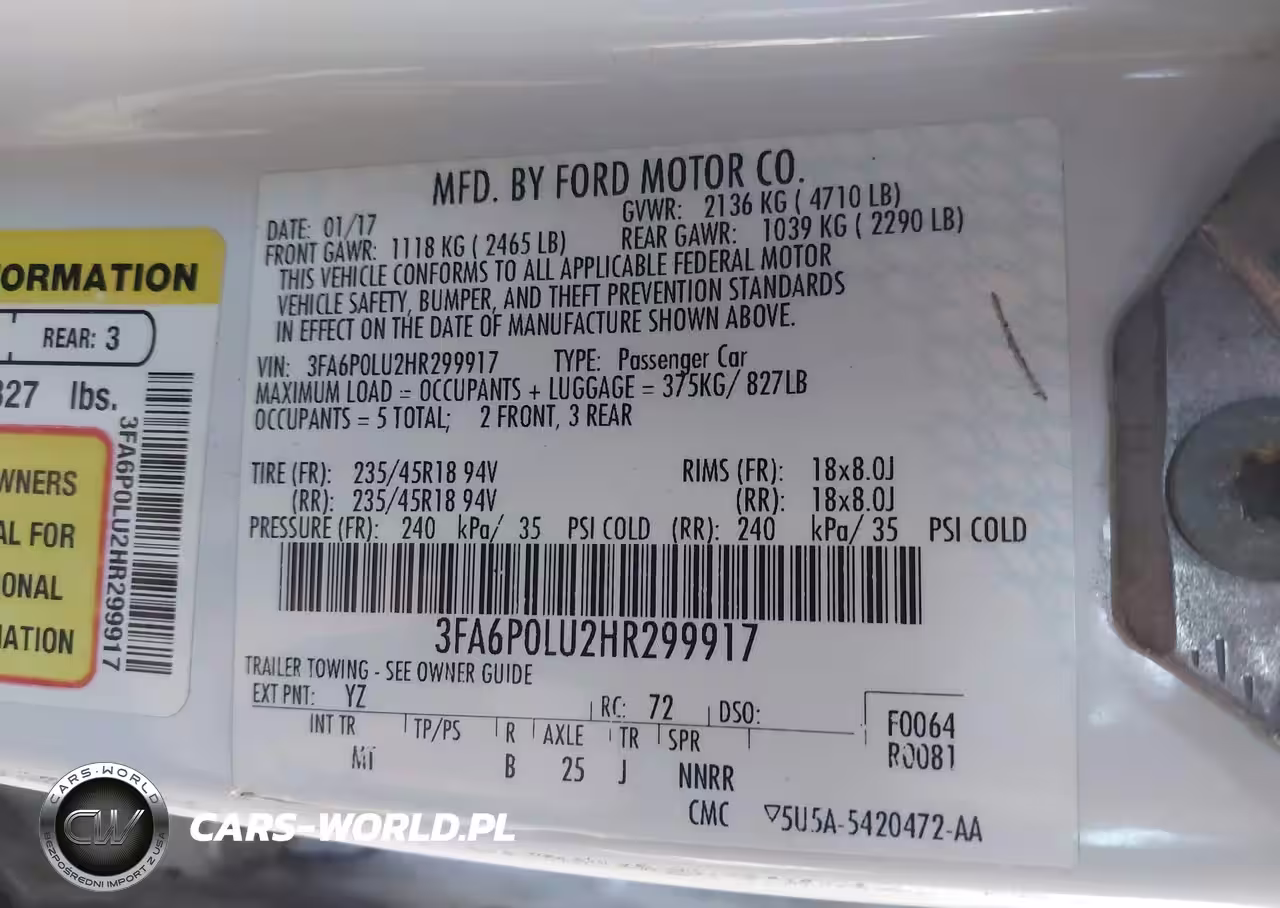 MFD. BY FORD MOTOR CO.
DATE: 01/17
GVWR: 2136 KG ( 4710 LB)
FRONT GAWR: 1118 KG ( 2465 LB)
REAR GAWR: 1039 KG ( 2290 LB)
THIS VEHICLE CONFORMS TO ALL APPLICABLE FEDERAL MOTOR
VEHICLE SAFETY, BUMPER, AND THEFT PREVENTION STANDARDS
IN EFFECT ON THE DATE OF MANUFACTURE SHOWN ABOVE.
VIN: 3FA6P0LU2HR299917 TYPE: Passenger Car
MAXIMUM LOAD = OCCUPANTS + LUGGAGE = 375KG/ 827LB
OCCUPANTS = 5 TOTAL; 2 FRONT, 3 REAR
TIRE (FR): 235/45R18 94V RIMS (FR): 18x8.0J
(RR): 235/45R18 94V (RR): 18x8.0J
PRESSURE (FR): 240 kPa/ 35 PSI COLD (RR): 240 kPa/ 35 PSI COLD
3FA6P0LU2HR299917
TRAILER TOWING - SEE OWNER GUIDE
EXT PNT: YZ RC: 72 DSO:
INT TR TP/PS R AXLE TR SPR
MT B 25 J NNRR
F0064
R0081
CMC ▽5U5A-5420472-AA
ORMATION
REAR: 3
827 lbs.
WNERS
AL FOR
ONAL
MATION
3FA6P0LU2HR299917
CARS-WORLD
CW
BEZPOŚREDNI IMPORT Z USA
CARS-WORLD.PL